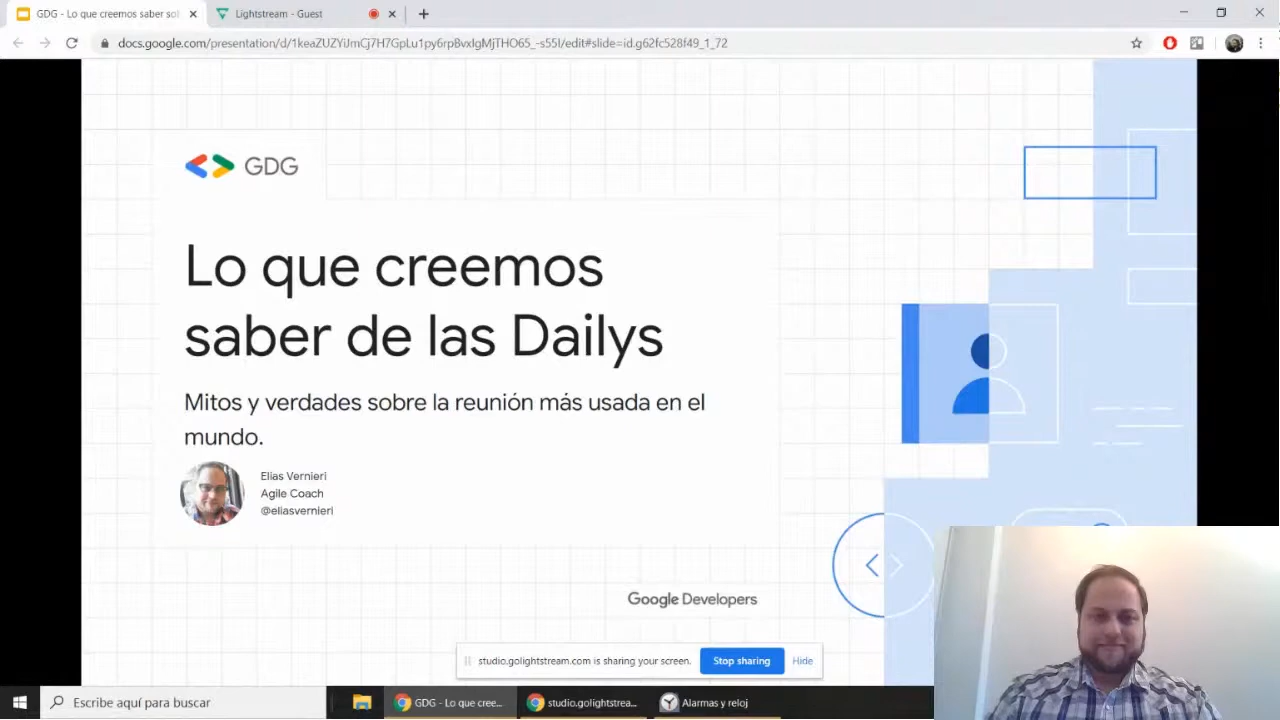 GDG - Lo que creemos saber sob
Lightstream - Guest
docs.google.com/presentation/d/1keaZUZYiJmCj7H7GpLu1py6rpBvxIgMjTHO65_-s55I/edit#slide=id.g62fc528f49_1_72
GDG
Lo que creemos
saber de las Dailys
Mitos y verdades sobre la reunión más usada en el
mundo.
Elias Vernieri
Agile Coach
@eliasvernieri
Google Developers
studio.golightstream.com is sharing your screen.
Stop sharing
Hide
Escribe aquí para buscar
GDG - Lo que cree...
studio.golightstrea...
Alarmas y reloj